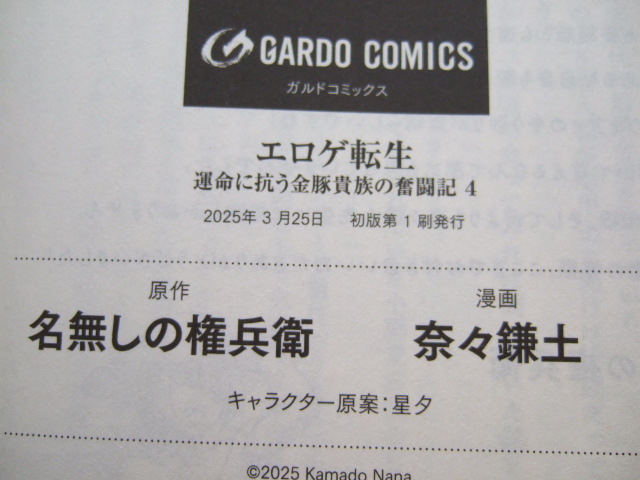 GARDO COMICS
ガルドコミックス
エロゲ転生
運命に抗う金豚貴族の奮闘記 4
2025年3月25日 初版第1刷発行
原作 漫画
名無しの権兵衛 奈々鎌土
キャラクター原案:星夕
©2025 Kamado Nana